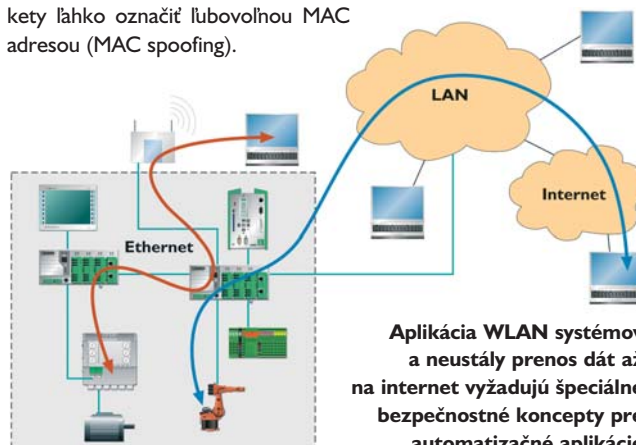 kety ľahko označiť ľubovoľnou MAC
adresou (MAC spoofing).
LAN
Internet
Ethernet
Aplikácia WLAN systémov
a neustály prenos dát až
na internet vyžadujú špeciálne
bezpečnostné koncepty pre
automatizačné aplikácie